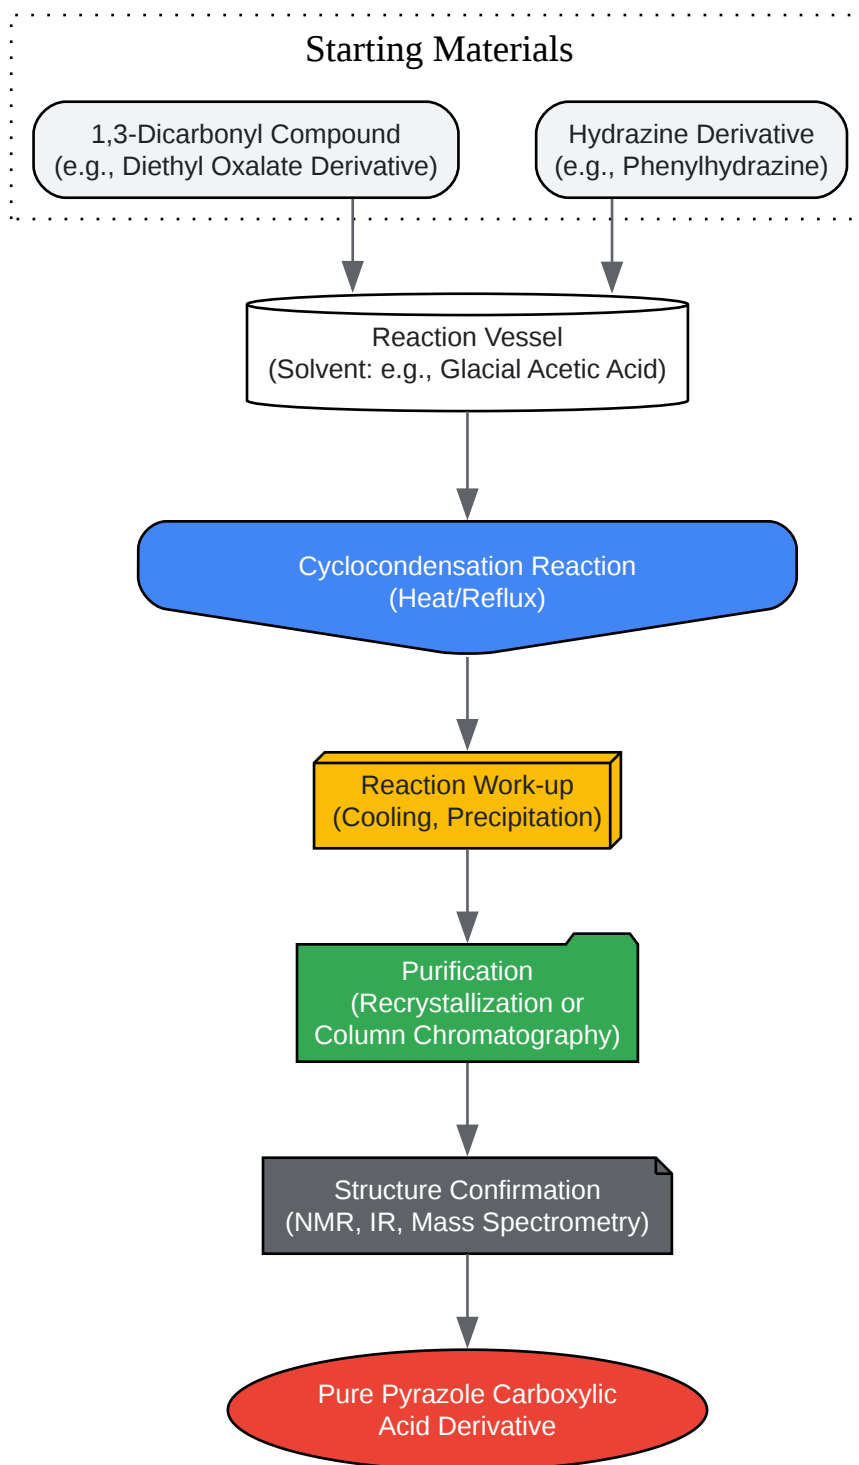 Starting Materials
1,3-Dicarbonyl Compound
(e.g., Diethyl Oxalate Derivative)
Hydrazine Derivative
(e.g., Phenylhydrazine)
Reaction Vessel
(Solvent: e.g., Glacial Acetic Acid)
Cyclocondensation Reaction
(Heat/Reflux)
Reaction Work-up
(Cooling, Precipitation)
Purification
(Recrystallization or
Column Chromatography)
Structure Confirmation
(NMR, IR, Mass Spectrometry)
Pure Pyrazole Carboxylic
Acid Derivative